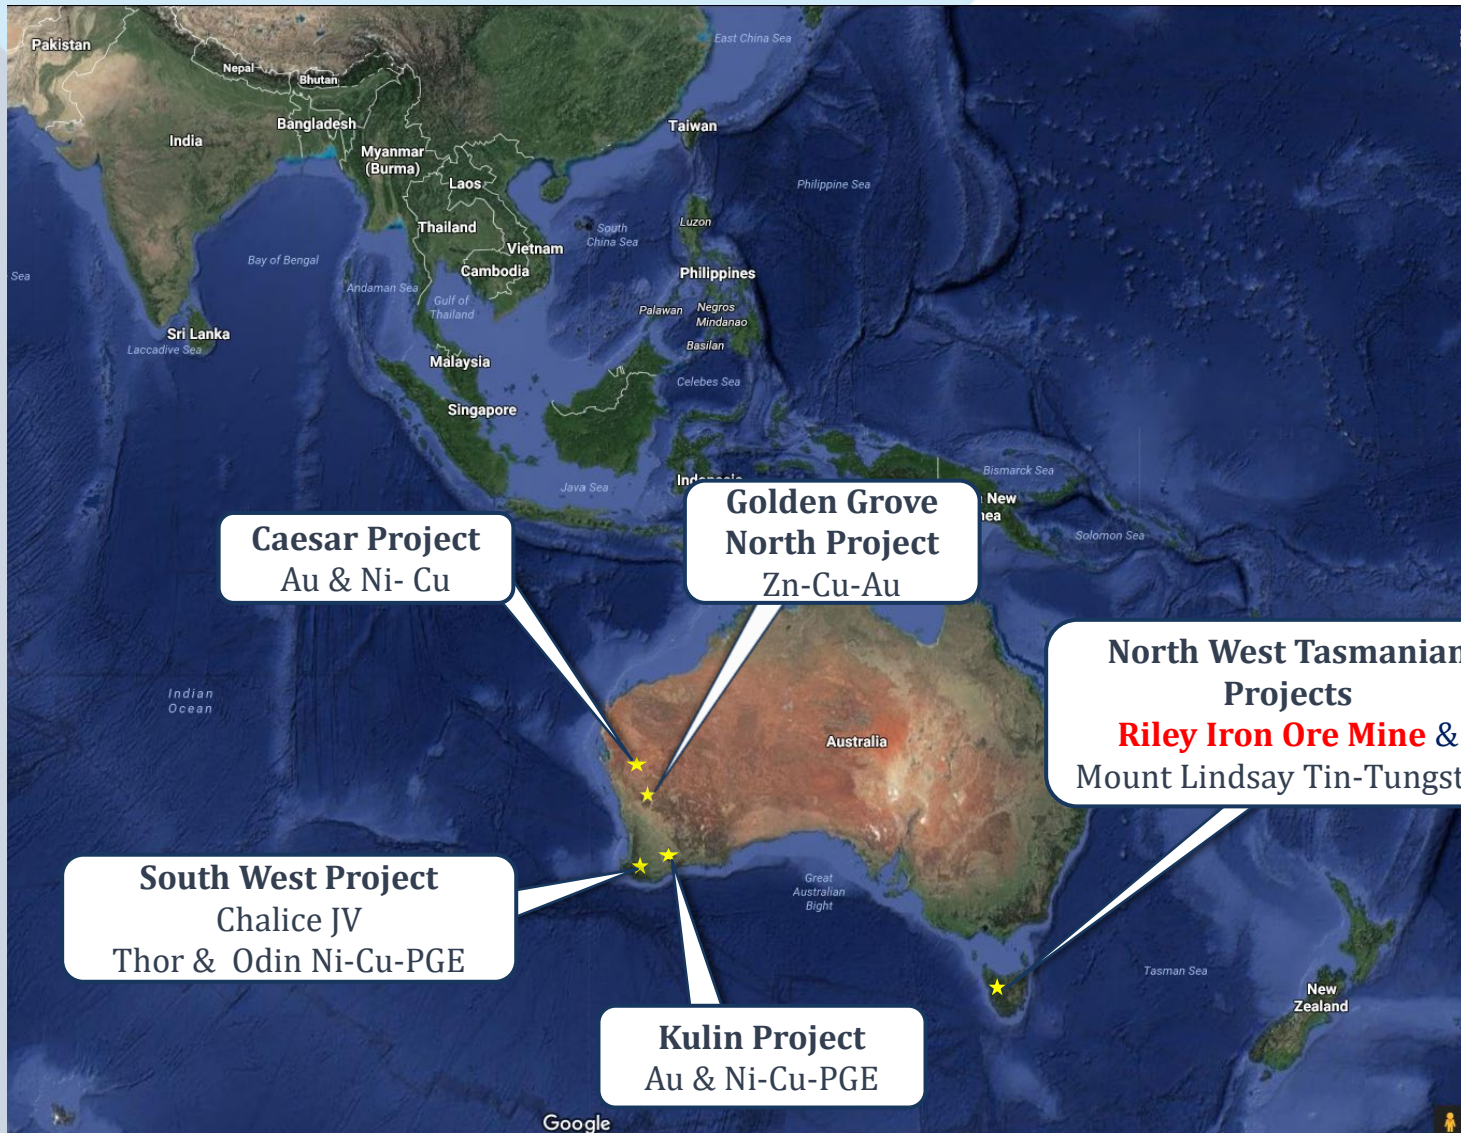 East China Sea
Pakistan
Nepal
Bhutan
Bangladesh
India
Taiwan
Myanmar
(Burma)
Laos
Philippine Sea
Thailand
Luzon
South
China Sea
Vietnam
Bay of Bengal
Cambodia
Philippines
Sea
Andaman Sea
Gulf of
Thailand
Palawan
Negros
Mindanao
Sri Lanka
Laccadive Sea
Basilan
Malaysia
Celebes Sea
Singapore
Bismarck Sea
Java Sea
New
Solomon Sea
Golden Grove
North Project
Zn-Cu-Au
Caesar Project
Au & Ni- Cu
North West Tasmanian
Projects
Riley Iron Ore Mine &
Mount Lindsay Tin-Tungst
Indian
Ocean
Australia
South West Project
Chalice JV
Thor & Odin Ni-Cu-PGE
Great
Australian
Bight
Tasman Sea
New
Zealand
Kulin Project
Au & Ni-Cu-PGE
Google